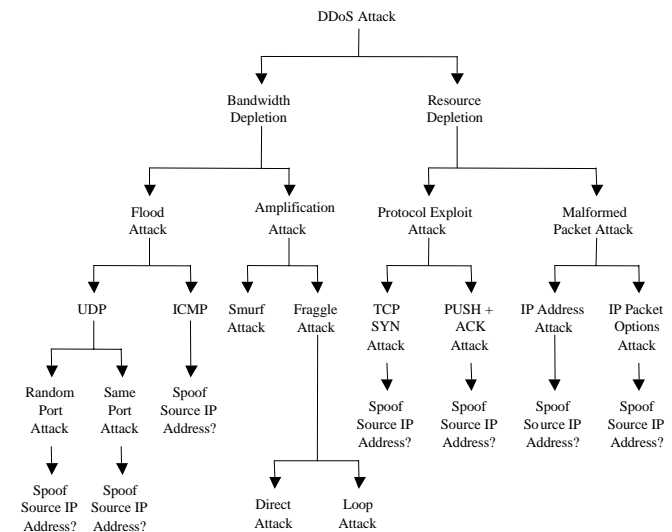 DDoS Attack
Bandwidth
Depletion
Resource
Depletion
Flood
Attack
Amplification
Attack
Protocol Exploit
Attack
Malformed
Packet Attack
UDP
ICMP
Smurf
Attack
Fraggle
Attack
TCP
SYN
Attack
PUSH +
ACK
Attack
IP Address
Attack
IP Packet
Options
Attack
Random
Port
Attack
Same
Port
Attack
Spoof
Source IP
Address?
Spoof
Source IP
Address?
Spoof
Source IP
Address?
Spoof
Source IP
Address?
Spoof
Source IP
Address?
Spoof
Source IP
Address?
Spoof
Source IP
Address?
Direct
Attack
Loop
Attack